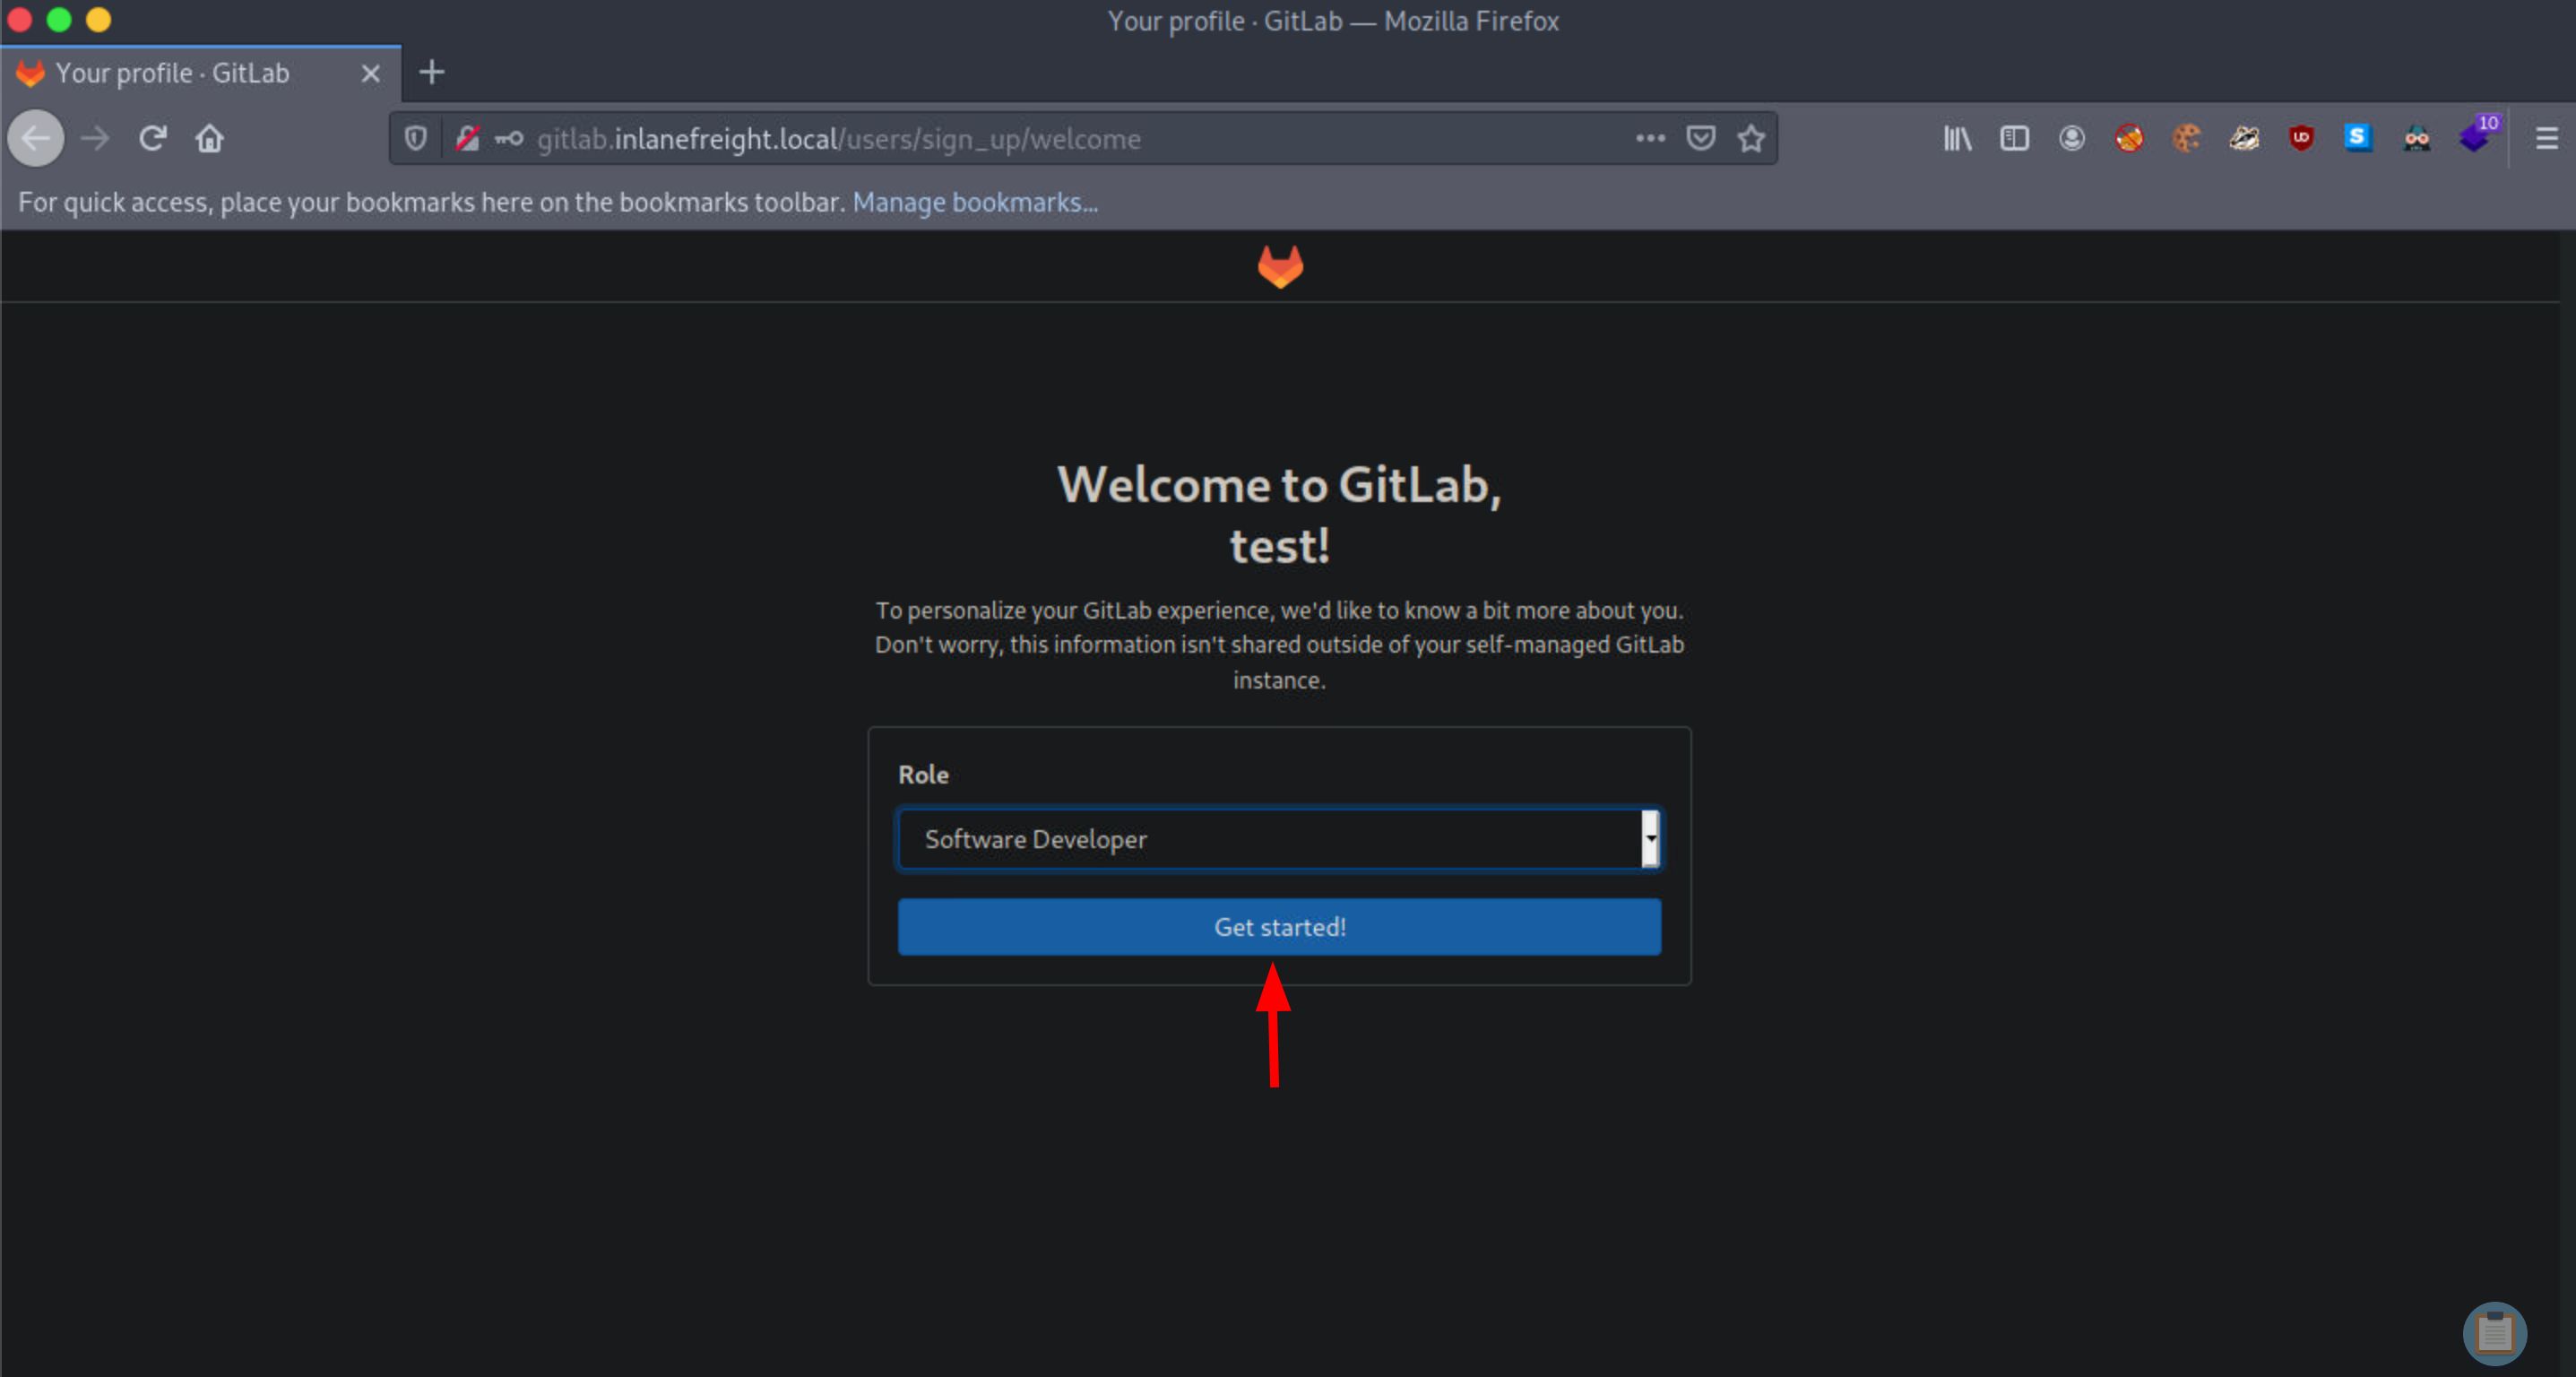 Your profile · GitLab — Mozilla Firefox
Your profile · GitLab
gitlab.inlanefreight.local/users/sign_up/welcome
10
For quick access, place your bookmarks here on the bookmarks toolbar. Manage bookmarks...
Welcome to GitLab,
test!
To personalize your GitLab experience, we'd like to know a bit more about you.
Don't worry, this information isn't shared outside of your self-managed GitLab
instance.
Role
Software Developer
Get started!